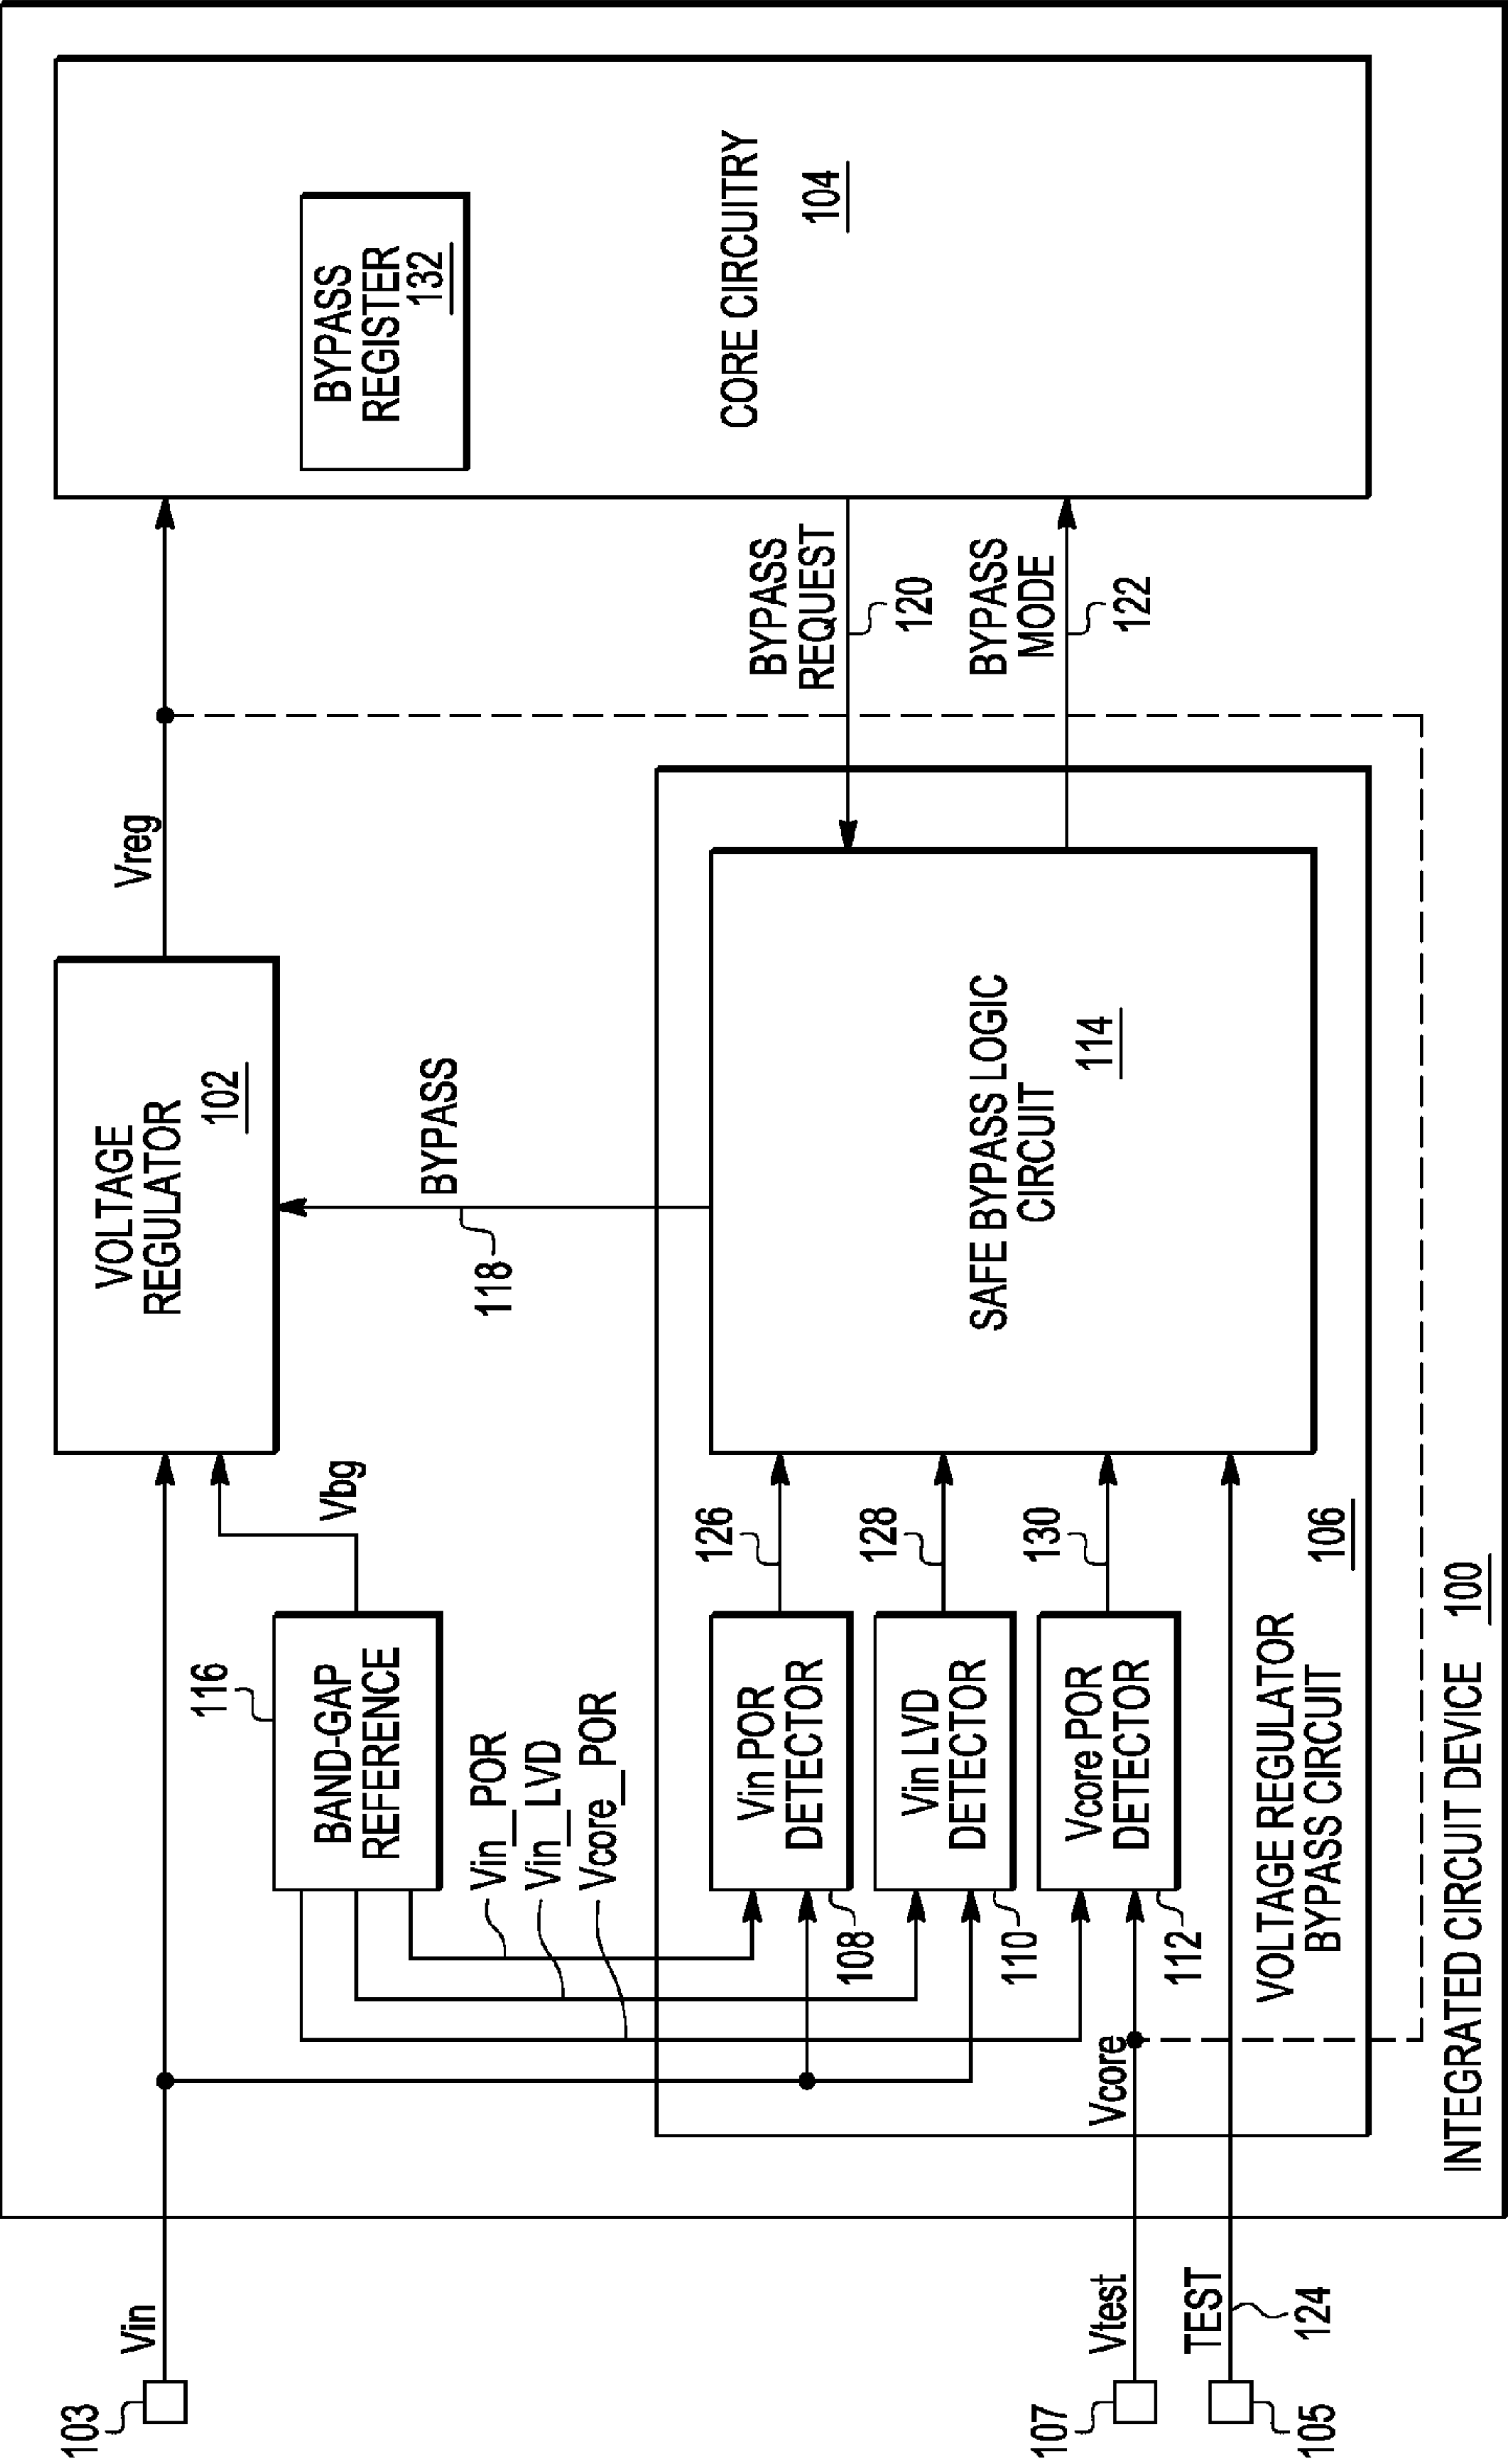 103
Vin
107
Vtest
105
TEST
124
116
BAND-GAP
REFERENCE
Vbg
Vin_POR
Vin_LVD
Vcore_POR
VOLTAGE
REGULATOR
102
Vreg
BYPASS
118
Vin POR
DETECTOR
108
126
Vin LVD
DETECTOR
110
128
Vcore
Vcore POR
DETECTOR
112
130
SAFE BYPASS LOGIC
CIRCUIT
114
BYPASS
REQUEST
120
BYPASS
MODE
122
BYPASS
REGISTER
132
CORE CIRCUITRY
104
VOLTAGE REGULATOR
BYPASS CIRCUIT
106
INTEGRATED CIRCUIT DEVICE
100